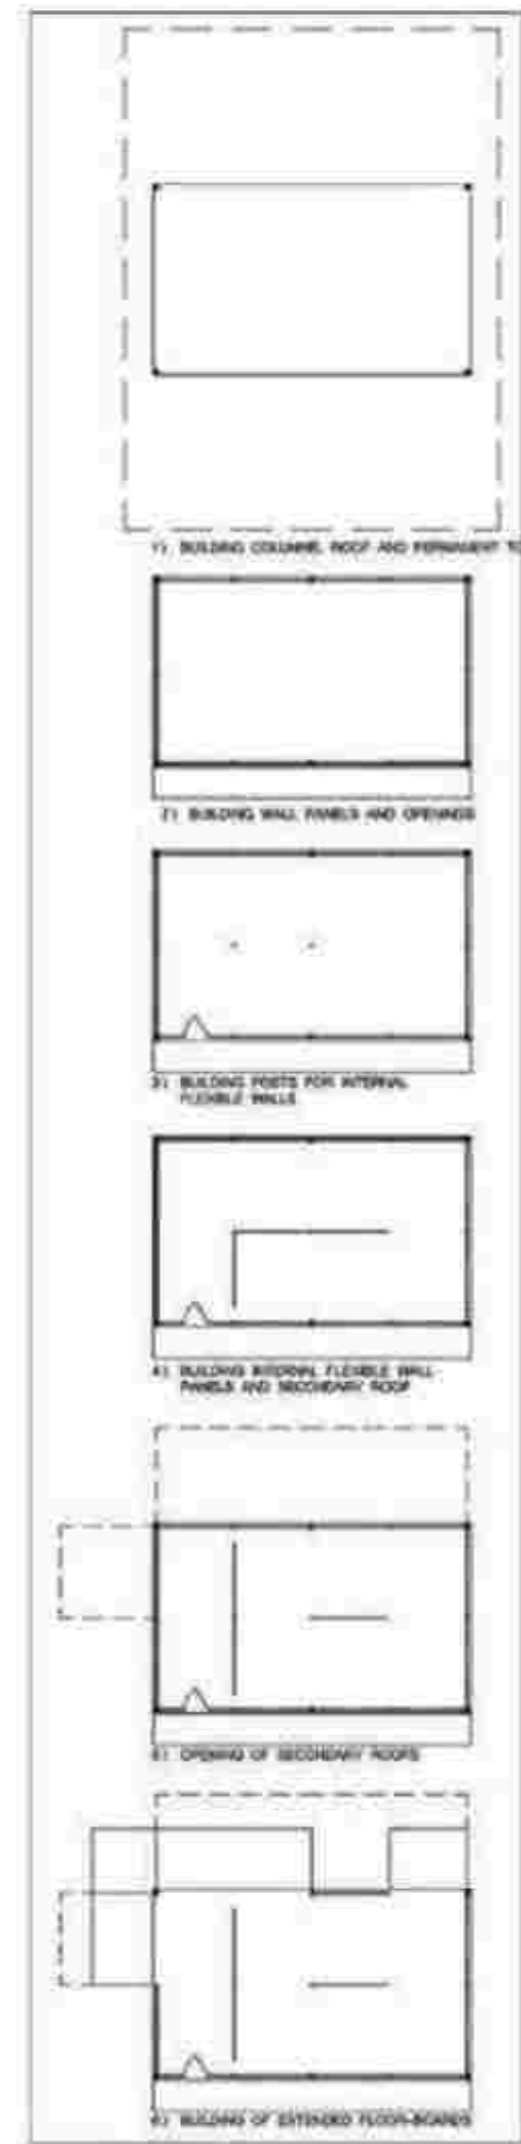 1) BUILDING COLUMNS, ROOF AND PERMANENT TO
2) BUILDING WALL PANELS AND OPENINGS
3) BUILDING POSTS FOR INTERNAL
FLEXIBLE WALLS
4) BUILDING INTERNAL FLEXIBLE WALL
PANELS AND SECONDARY ROOF
5) OPENING OF SECONDARY ROOFS
6) BUILDING OF EXTENDED FLOOR-BOARDS